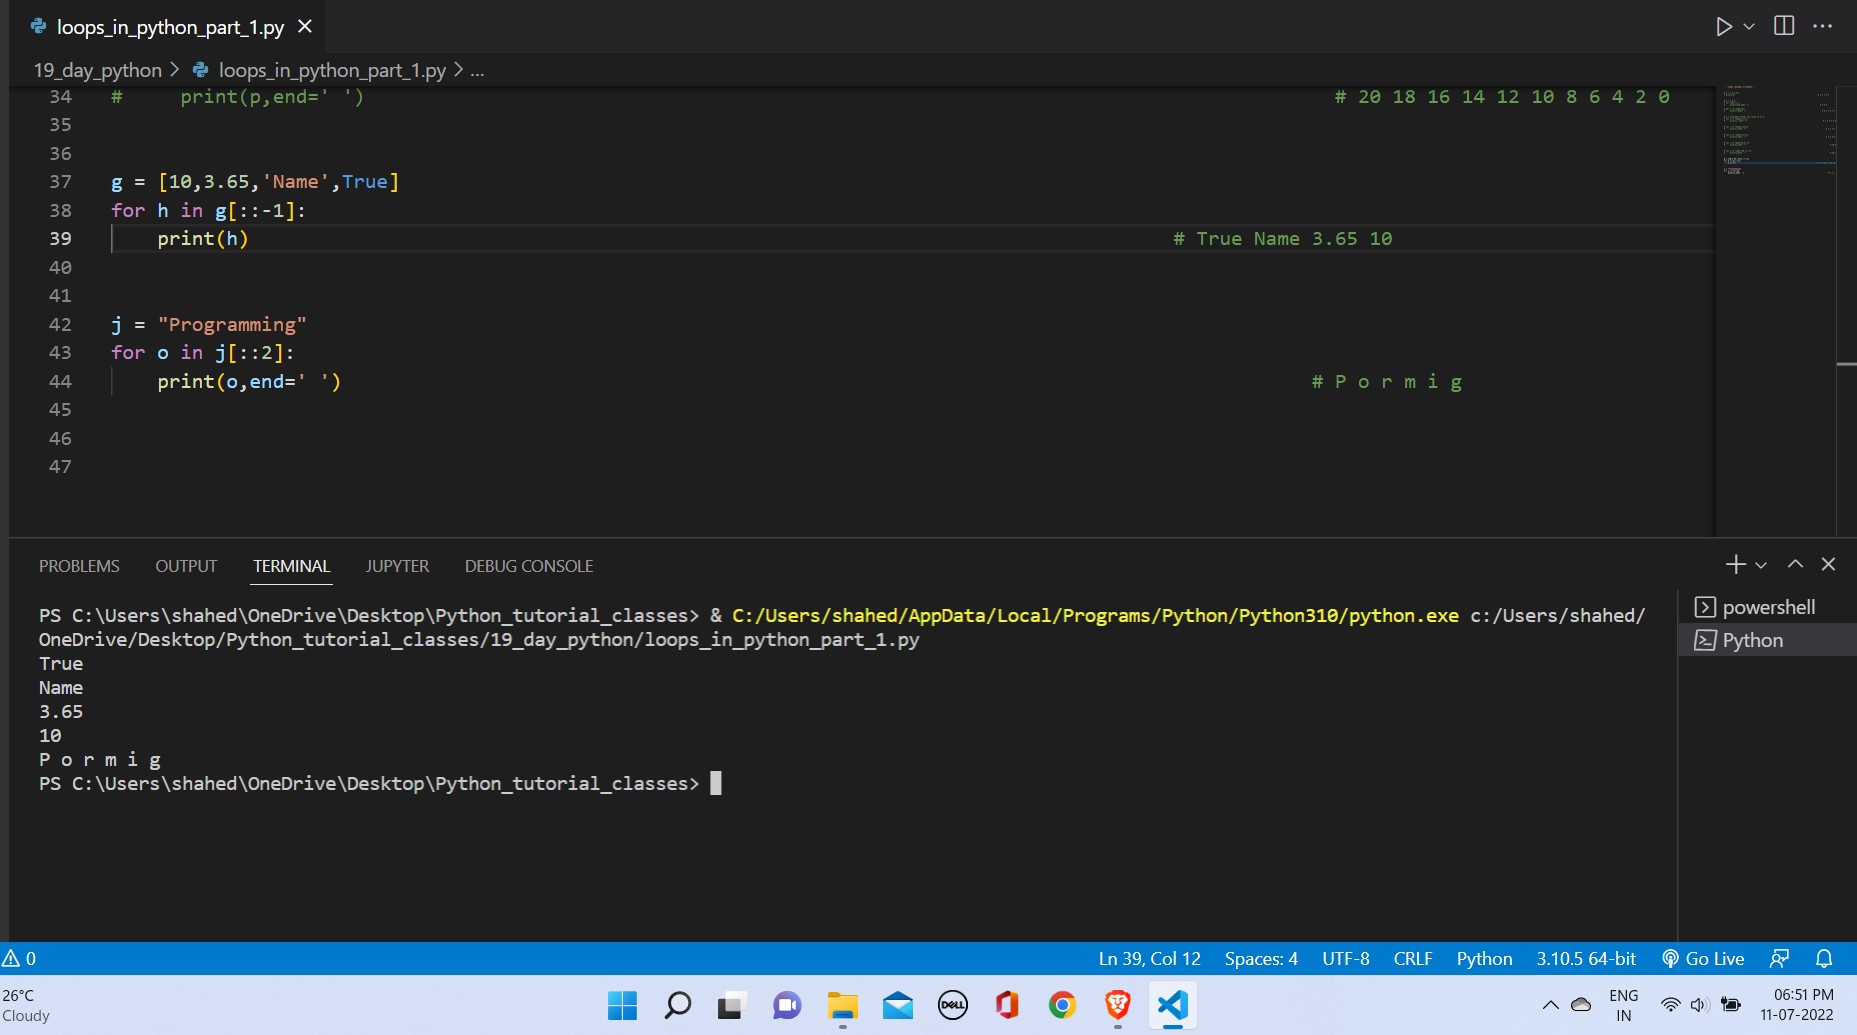 loops_in_python_part_1.py
19_day_python > loops_in_python_part_1.py > ...
34 #     print(p,end=' ') # 20 18 16 14 12 10 8 6 4 2 0
35
36
37 g = [10,3.65,'Name',True]
38 for h in g[::-1]:
39     print(h) # True Name 3.65 10
40
41
42 j = "Programming"
43 for o in j[::2]:
44     print(o,end=' ') # P o r m i g
45
46
47
PROBLEMS OUTPUT TERMINAL JUPYTER DEBUG CONSOLE
PS C:\Users\shahed\OneDrive\Desktop\Python_tutorial_classes> & C:/Users/shahed/AppData/Local/Programs/Python/Python310/python.exe c:/Users/shahed/
OneDrive/Desktop/Python_tutorial_classes/19_day_python/loops_in_python_part_1.py
True
Name
3.65
10
P o r m i g
PS C:\Users\shahed\OneDrive\Desktop\Python_tutorial_classes>
powershell
Python
0 Ln 39, Col 12 Spaces: 4 UTF-8 CRLF Python 3.10.5 64-bit Go Live
26°C
Cloudy
DELL
ENG
IN
06:51 PM
11-07-2022